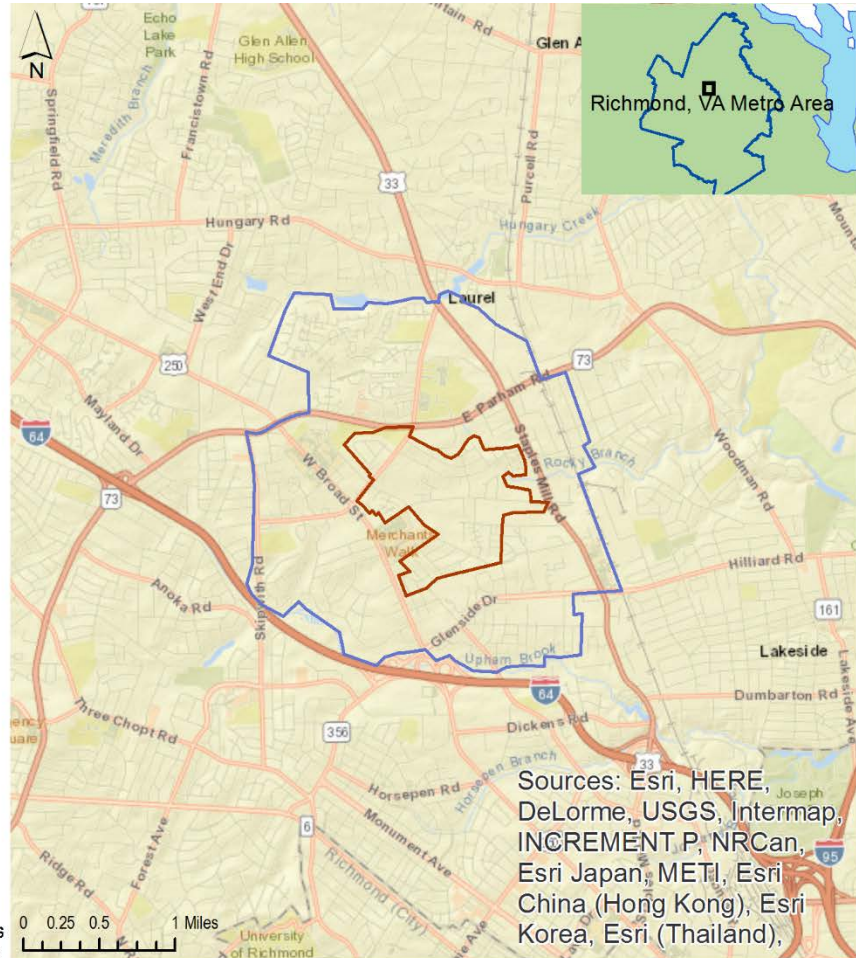 Echo
Lake
Park
Glen Allen
High School
Glen A
Richmond, VA Metro Area
N
Springfield Rd
Meredith Branch
Francistown Rd
Purcell Rd
33
Hungary Rd
Hungary Creek
West End Dr
Laurel
250
73
E Parham Rd
Mayland Dr
64
Staples Mill Rd
Rocky Branch
Woodman Rd
W Broad St
73
Merchants
Walk
Hilliard Rd
Anoka Rd
Skipwith Rd
Glenside Dr
161
Upham Brook
Lakeside
Lakeside Ave
64
Dumbarton Rd
Three Chopt Rd
356
Dickens Rd
33
Horsepen Rd
Horsepen Branch
Joseph
6
Monument Ave
Forest Ave
Ridge Rd
Richmond (City)
95
University
of Richmond
0 0.25 0.5 1 Miles
Sources: Esri, HERE,
DeLorme, USGS, Intermap,
INCREMENT P, NRCan,
Esri Japan, METI, Esri
China (Hong Kong), Esri
Korea, Esri (Thailand),